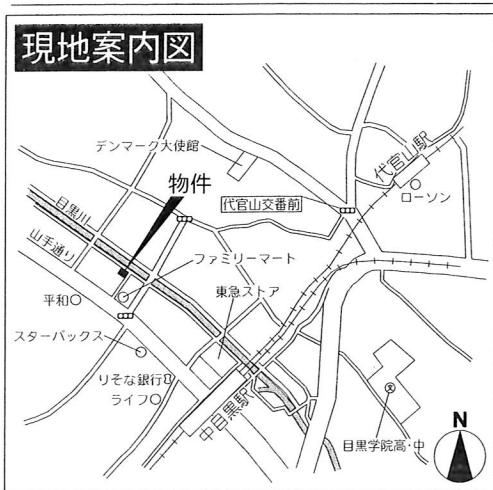 現地案内図
デンマーク大使館
代官山駅
物件
代官山交番前
ローソン
目黒川
山手通り
ファミリーマート
東急ストア
平和
スターバックス
りそな銀行
ライフ
中目黒駅
文
目黒学院高・中
N